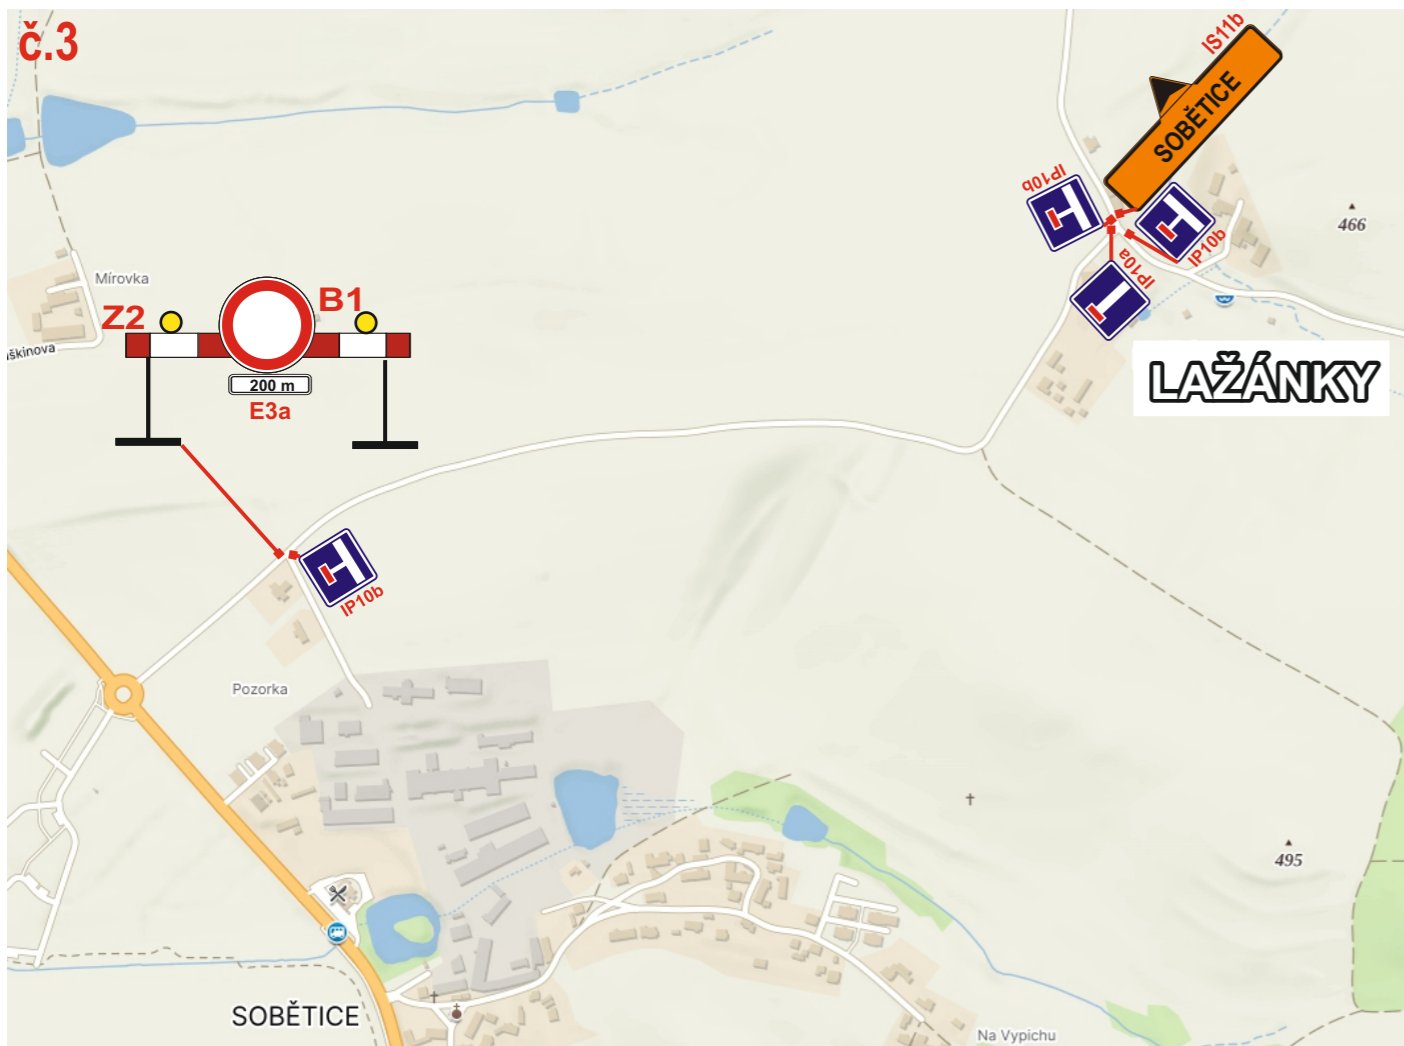 č.3
IS11b
SOBĚTICE
IP10b
IP10b
IP10a
466
Mírovka
Z2
B1
200 m
E3a
iškinova
LAŽÁNKY
IP10b
Pozorka
495
SOBĚTICE
Na Vypichu